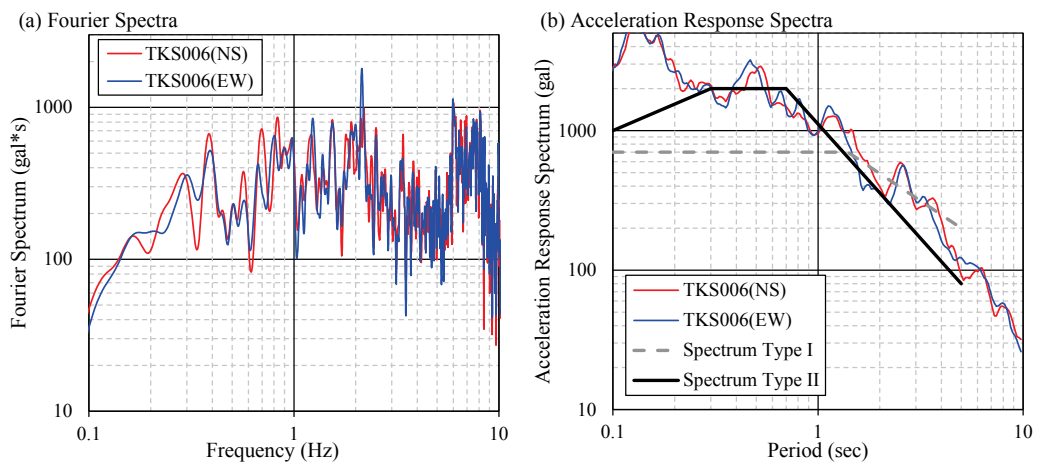 (a) Fourier Spectra
TKS006(NS)
TKS006(EW)
Fourier Spectrum (gal*s)
1000
100
10
0.1
1
10
Frequency (Hz)
(b) Acceleration Response Spectra
Acceleration Response Spectrum (gal)
1000
100
10
TKS006(NS)
TKS006(EW)
Spectrum Type I
Spectrum Type II
0.1
1
10
Period (sec)